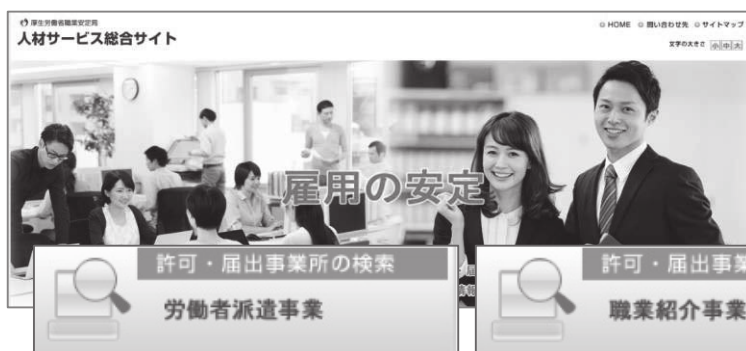 厚生労働省職業安定局
人材サービス総合サイト
HOME 問い合わせ先 サイトマップ
文字の大きさ 小 中 大
雇用の安定
許可・届出事業所の検索
労働者派遣事業
許可・届出事業
職業紹介事業